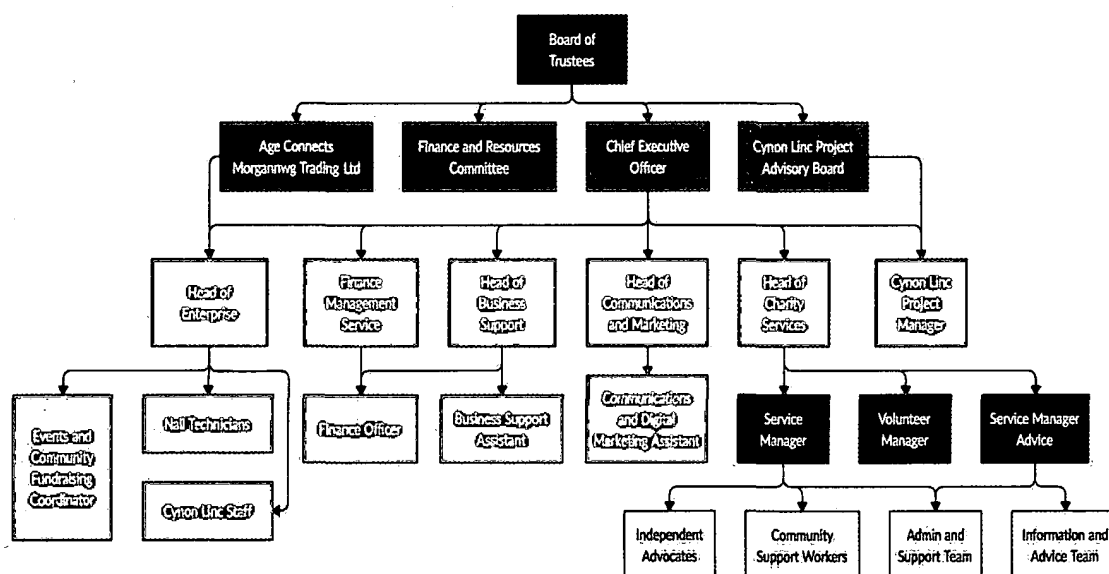 Board of
Trustees
Age Connects
Morgannwg Trading Ltd
Finance and Resources
Committee
Chief Executive
Officer
Cynon Linc Project
Advisory Board
Head of
Enterprise
Finance
Management
Service
Head of
Business
Support
Head of
Communications
and Marketing
Head of
Charity
Services
Cynon Linc
Project
Manager
Events and
Community
Fundraising
Coordinator
Nail Technicians
Cynon Linc Staff
Finance Officer
Business Support
Assistant
Communications
and Digital
Marketing Assistant
Service
Manager
Volunteer
Manager
Service Manager
Advice
Independent
Advocates
Community
Support Workers
Admin and
Support Team
Information and
Advice Team